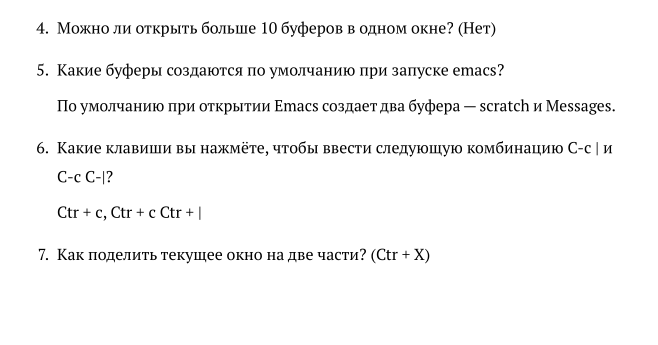 4. Можно ли открыть больше 10 буферов в одном окне? (Нет)
5. Какие буферы создаются по умолчанию при запуске emacs?
По умолчанию при открытии Emacs создает два буфера — scratch и Messages.
6. Какие клавиши вы нажмёте, чтобы ввести следующую комбинацию C-c | и
C-c C-|?
Ctr + c, Ctr + c Ctr + |
7. Как поделить текущее окно на две части? (Ctr + X)